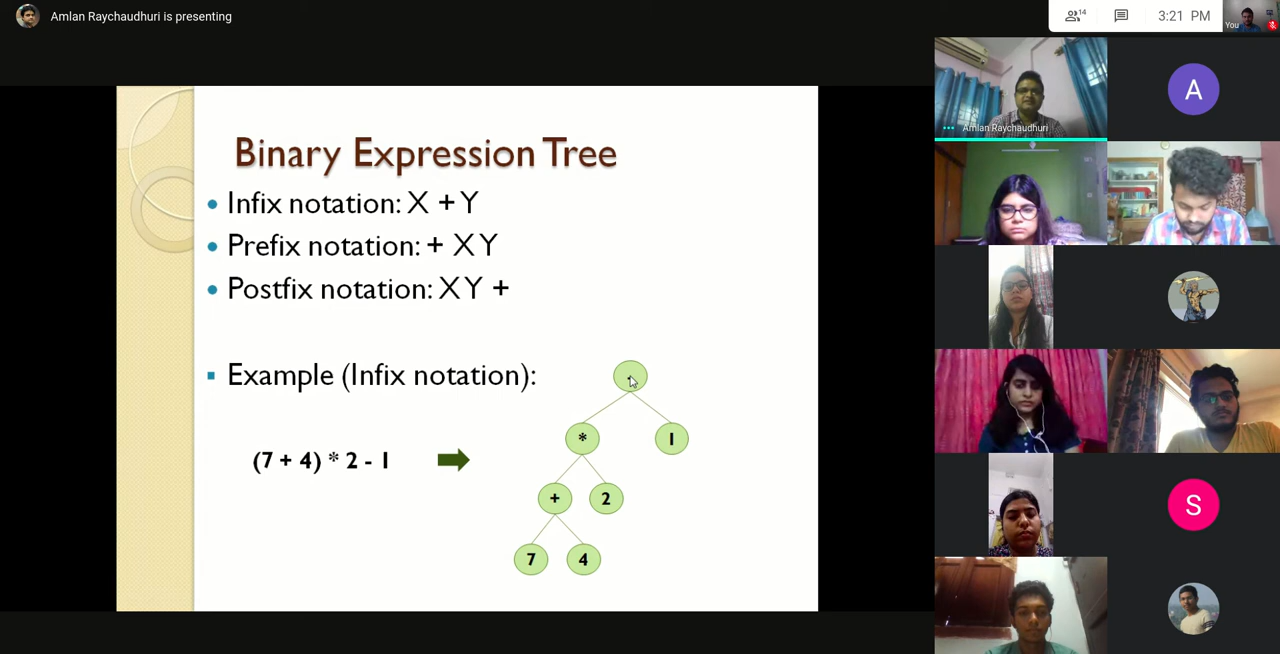 Amlan Raychaudhuri is presenting
14
3:21 PM
You
Amlan Raychaudhuri
A
Binary Expression Tree
Infix notation: X + Y
Prefix notation: + X Y
Postfix notation: X Y +
Example (Infix notation):
* 1
(7 + 4) * 2 - 1
+ 2
7 4
S